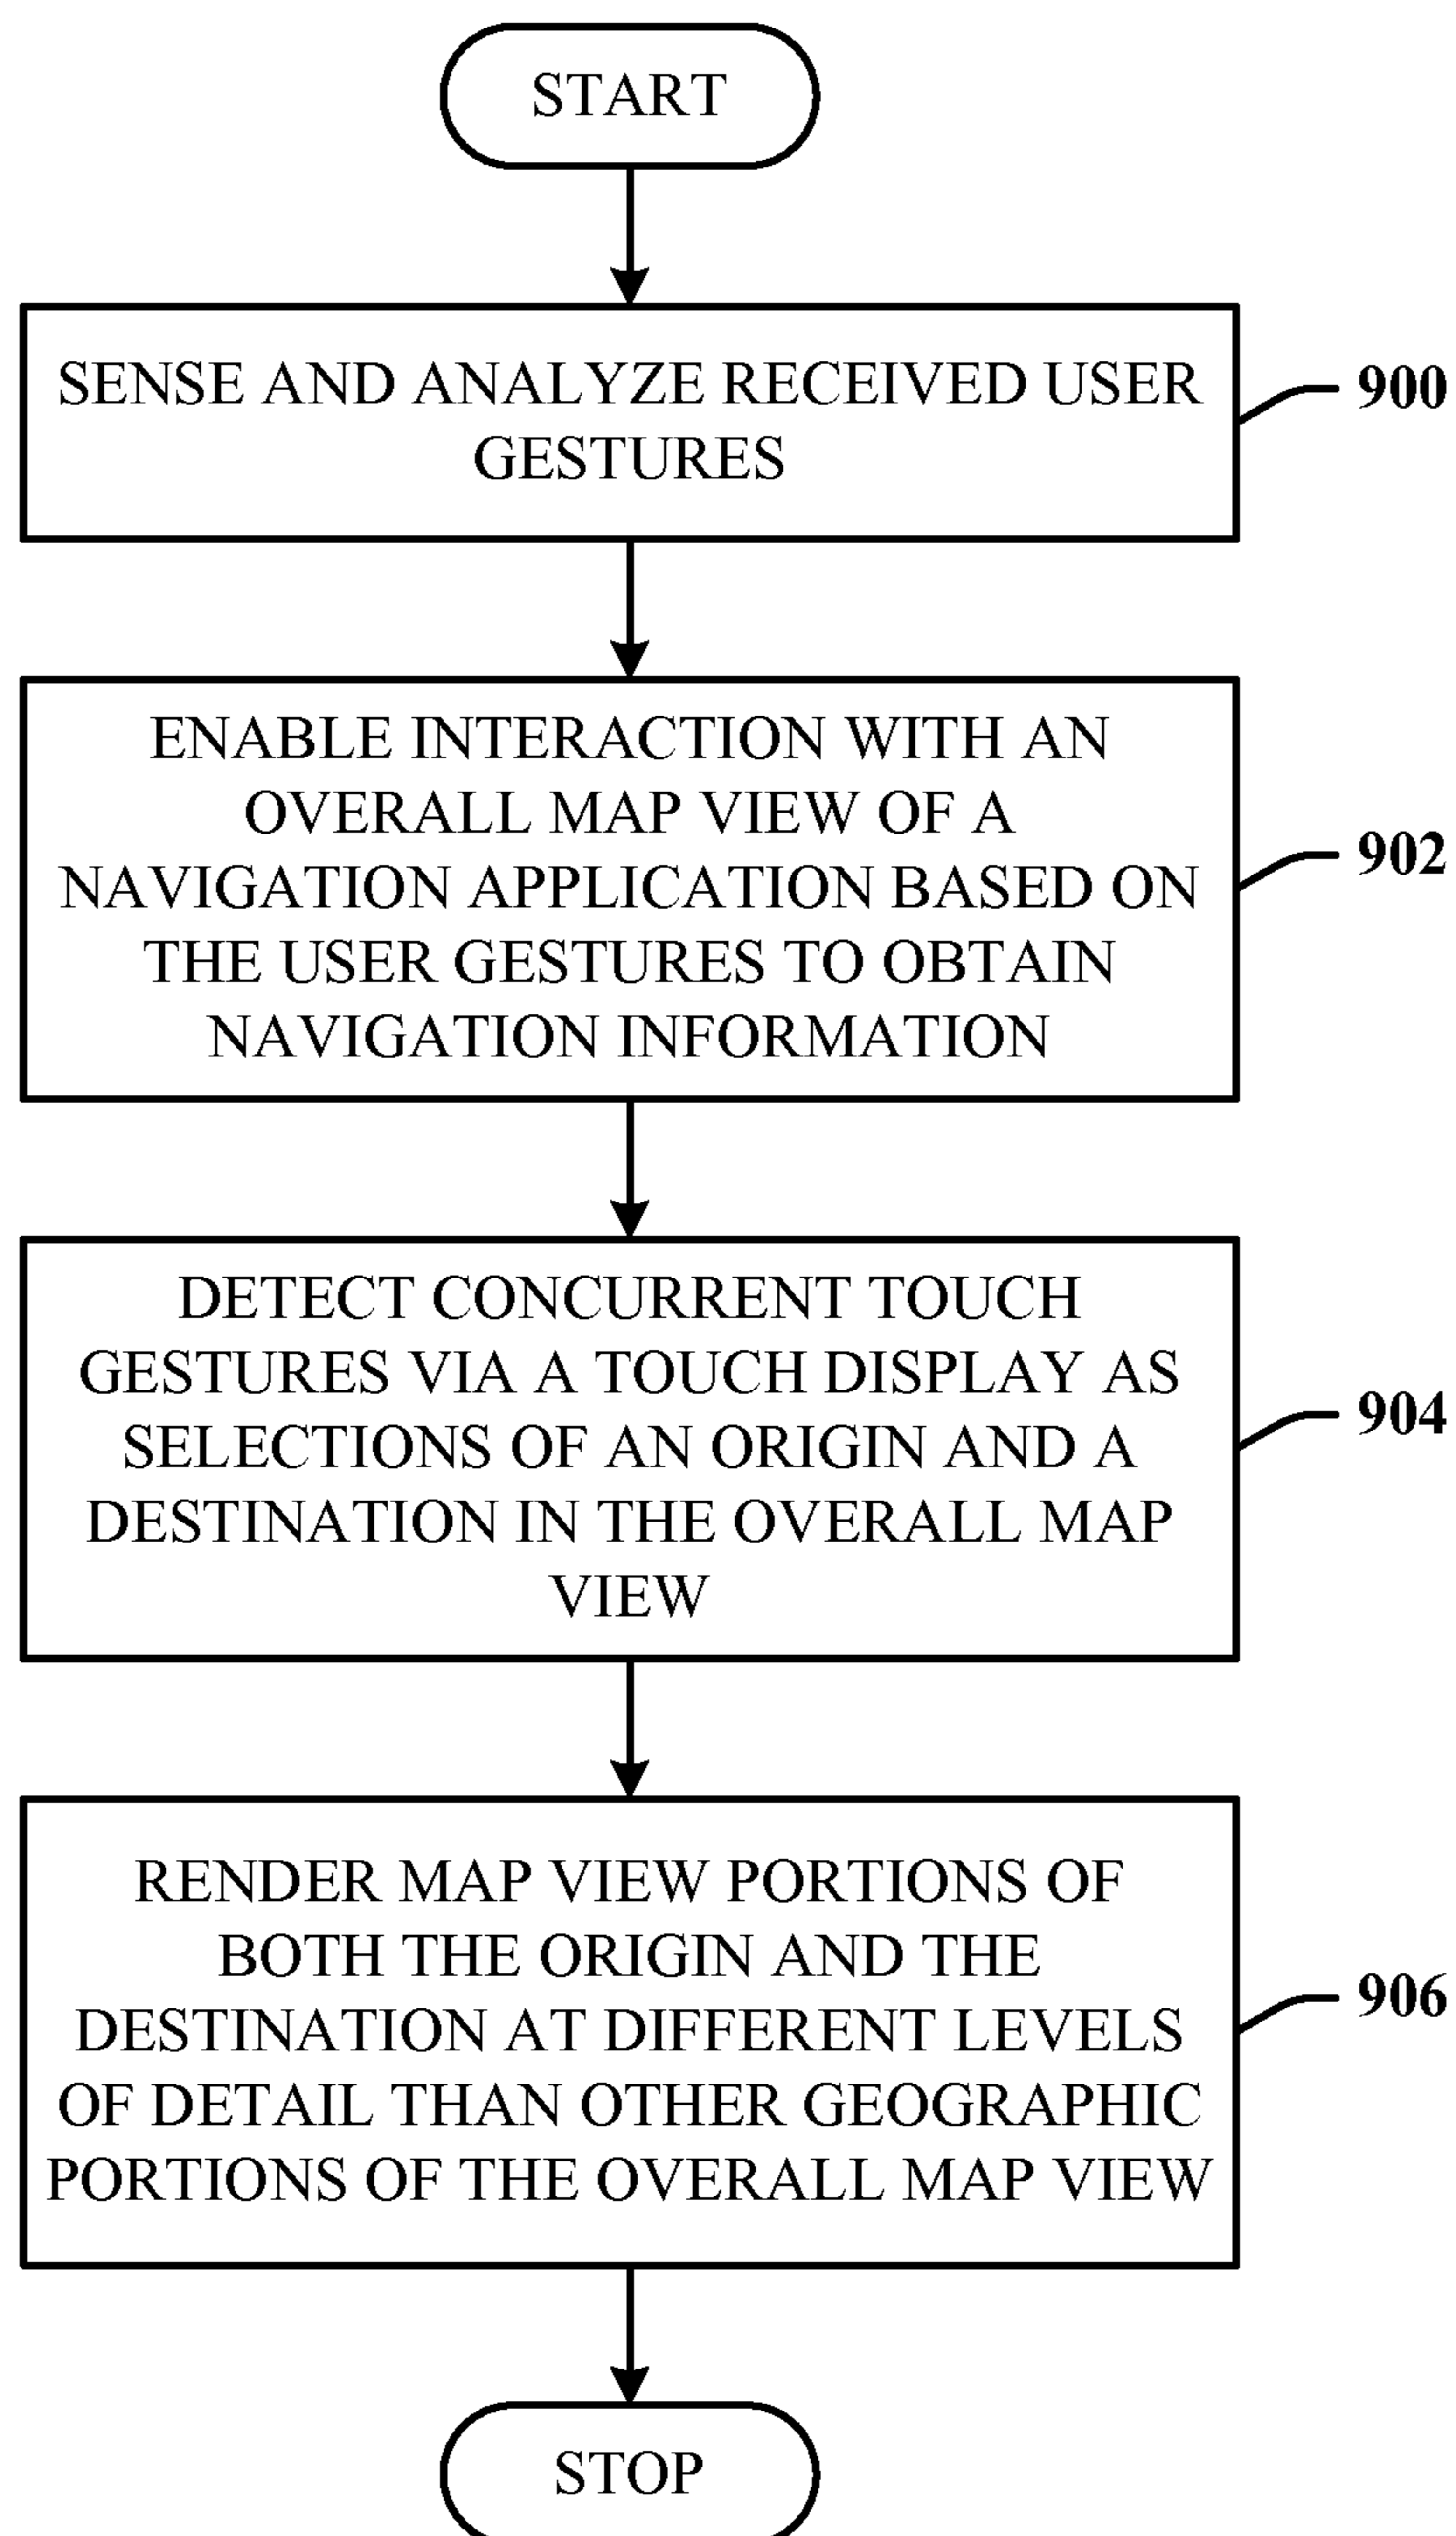 START
SENSE AND ANALYZE RECEIVED USER
GESTURES
900
ENABLE INTERACTION WITH AN
OVERALL MAP VIEW OF A
NAVIGATION APPLICATION BASED ON
THE USER GESTURES TO OBTAIN
NAVIGATION INFORMATION
902
DETECT CONCURRENT TOUCH
GESTURES VIA A TOUCH DISPLAY AS
SELECTIONS OF AN ORIGIN AND A
DESTINATION IN THE OVERALL MAP
VIEW
904
RENDER MAP VIEW PORTIONS OF
BOTH THE ORIGIN AND THE
DESTINATION AT DIFFERENT LEVELS
OF DETAIL THAN OTHER GEOGRAPHIC
PORTIONS OF THE OVERALL MAP VIEW
906
STOP